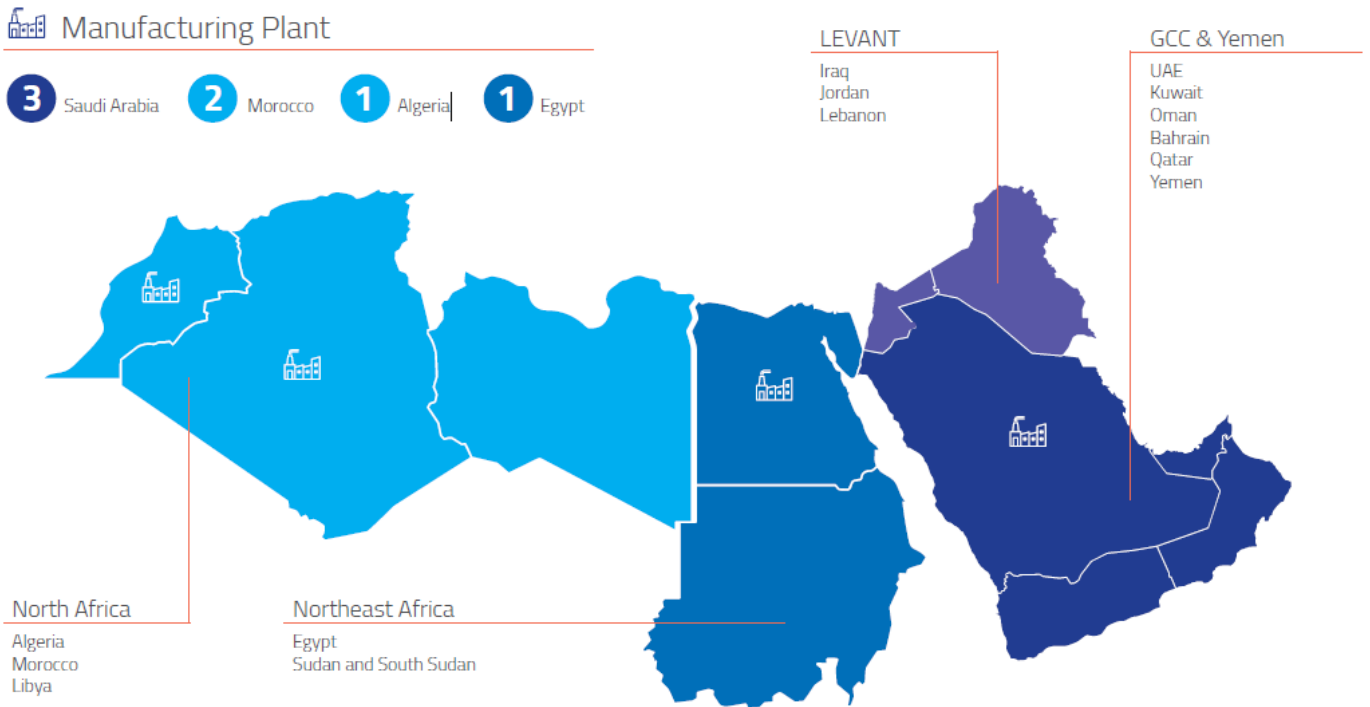 Manufacturing Plant
3 Saudi Arabia
2 Morocco
1 Algeria
1 Egypt
LEVANT
Iraq
Jordan
Lebanon
GCC & Yemen
UAE
Kuwait
Oman
Bahrain
Qatar
Yemen
North Africa
Algeria
Morocco
Libya
Northeast Africa
Egypt
Sudan and South Sudan